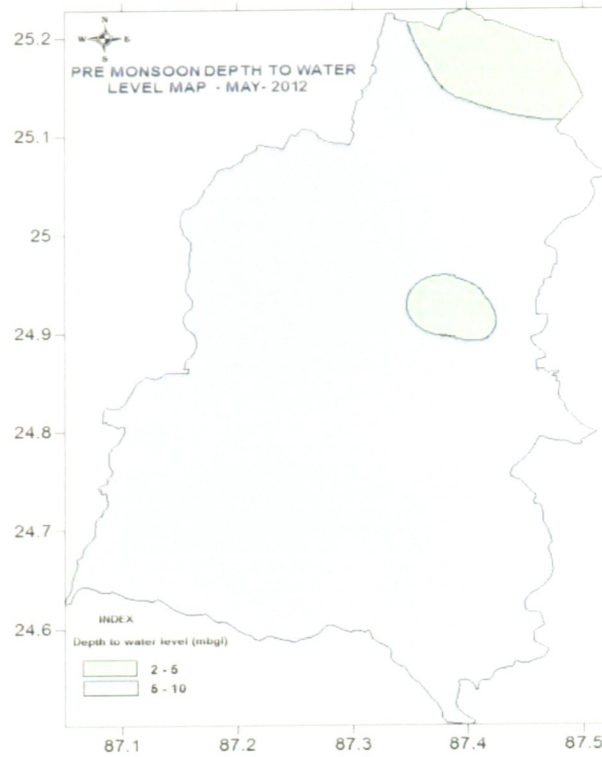 N
W E
S
PRE MONSOON DEPTH TO WATER
LEVEL MAP - MAY- 2012
25.2
25.1
25
24.9
24.8
24.7
24.6
INDEX
Depth to water level (mbgl)
2 - 5
5 - 10
87.1 87.2 87.3 87.4 87.5